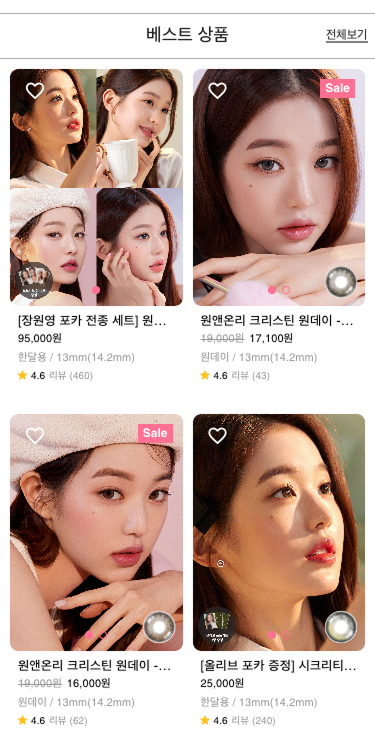 베스트 상품
전체보기
Sale
[장원영 포카 전종 세트] 원...
95,000원
한달용 / 13mm(14.2mm)
4.6 리뷰 (460)
원앤온리 크리스틴 원데이 -...
19,000원 17,100원
원데이 / 13mm(14.2mm)
4.6 리뷰 (43)
Sale
원앤온리 크리스틴 원데이 -...
19,000원 16,000원
원데이 / 13mm(14.2mm)
4.6 리뷰 (62)
[올리브 포카 증정] 시크리티...
25,000원
한달용 / 13mm(14.2mm)
4.6 리뷰 (240)